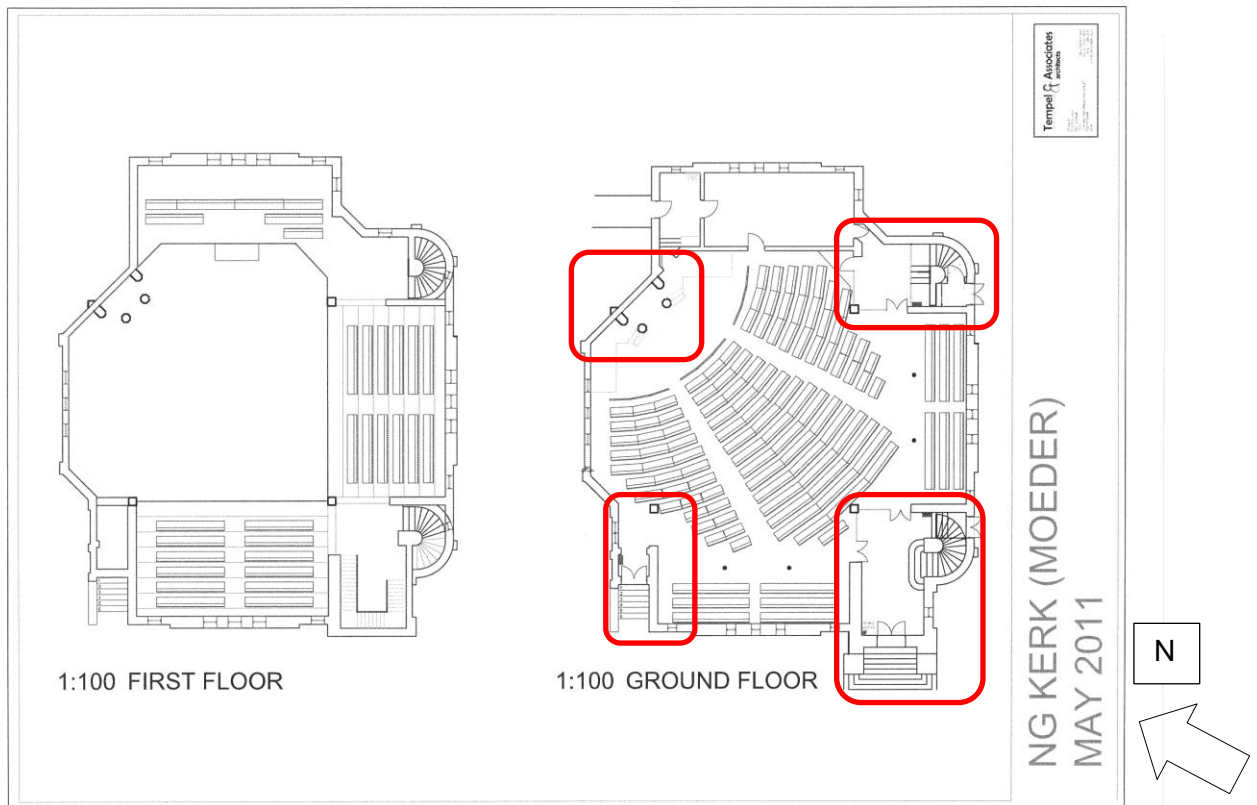 Tempel & Associates
architects
1:100 FIRST FLOOR
1:100 GROUND FLOOR
NG KERK (MOEDER)
MAY 2011
N